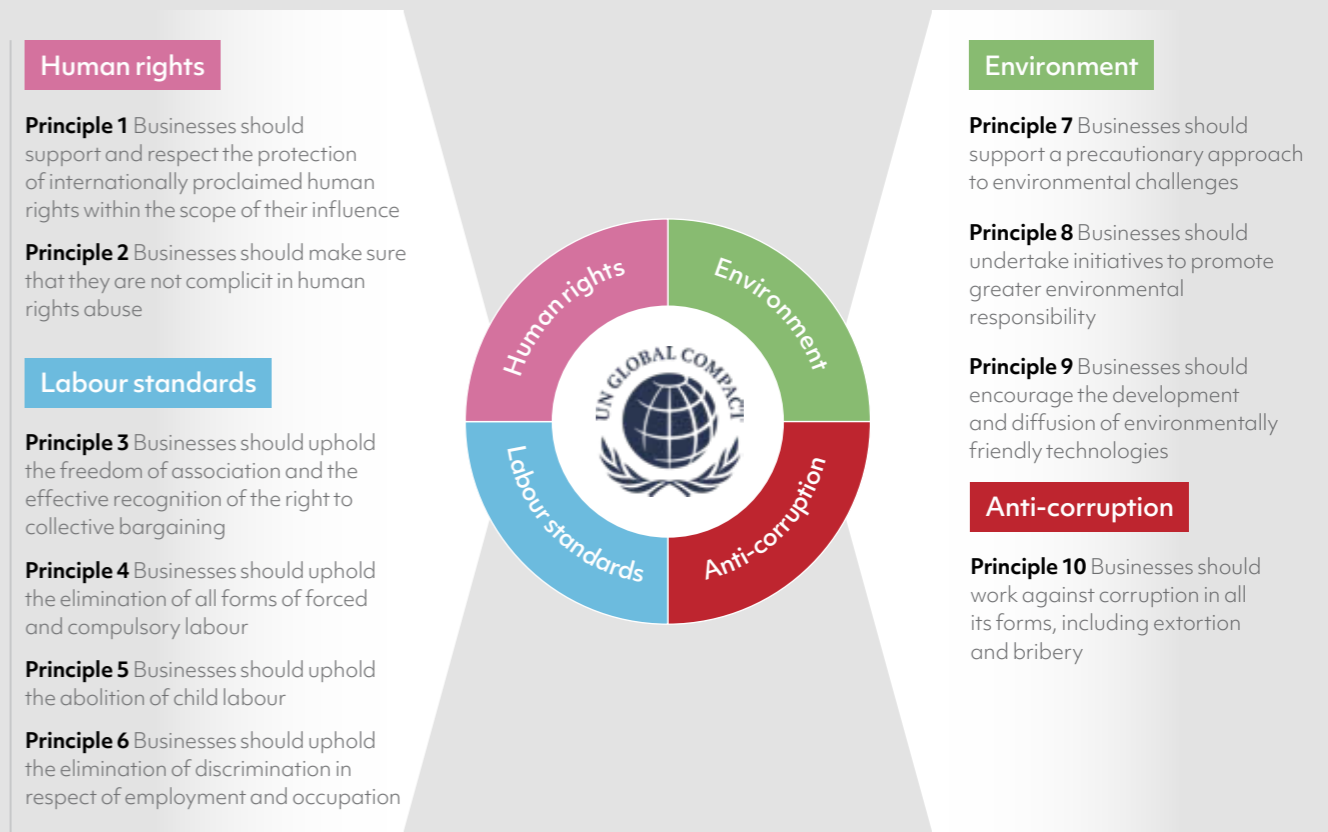 Human rights
Principle 1 Businesses should
support and respect the protection
of internationally proclaimed human
rights within the scope of their influence
Principle 2 Businesses should make sure
that they are not complicit in human
rights abuse
Labour standards
Principle 3 Businesses should uphold
the freedom of association and the
effective recognition of the right to
collective bargaining
Principle 4 Businesses should uphold
the elimination of all forms of forced
and compulsory labour
Principle 5 Businesses should uphold
the abolition of child labour
Principle 6 Businesses should uphold
the elimination of discrimination in
respect of employment and occupation
Human rights
Environment
Labour standards
Anti-corruption
UN GLOBAL COMPACT
Environment
Principle 7 Businesses should
support a precautionary approach
to environmental challenges
Principle 8 Businesses should
undertake initiatives to promote
greater environmental
responsibility
Principle 9 Businesses should
encourage the development
and diffusion of environmentally
friendly technologies
Anti-corruption
Principle 10 Businesses should
work against corruption in all
its forms, including extortion
and bribery